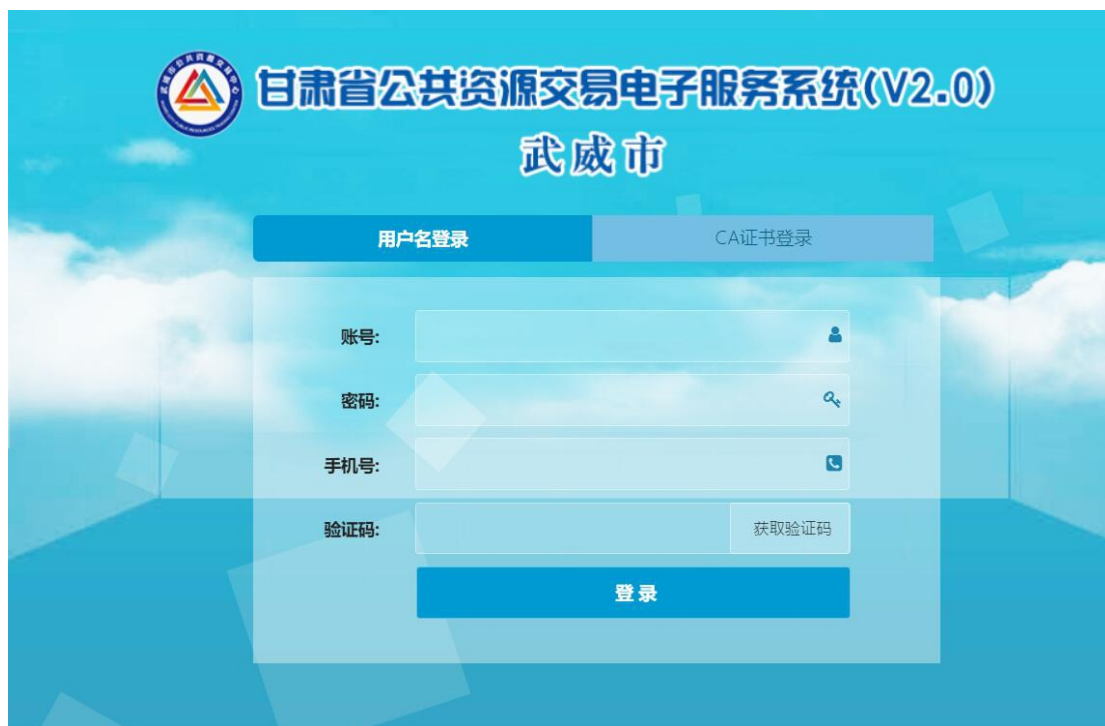 甘肃省公共资源交易电子服务系统(V2.0)
武威市
用户名登录 CA证书登录
账号:
密码:
手机号:
验证码: 获取验证码
登录